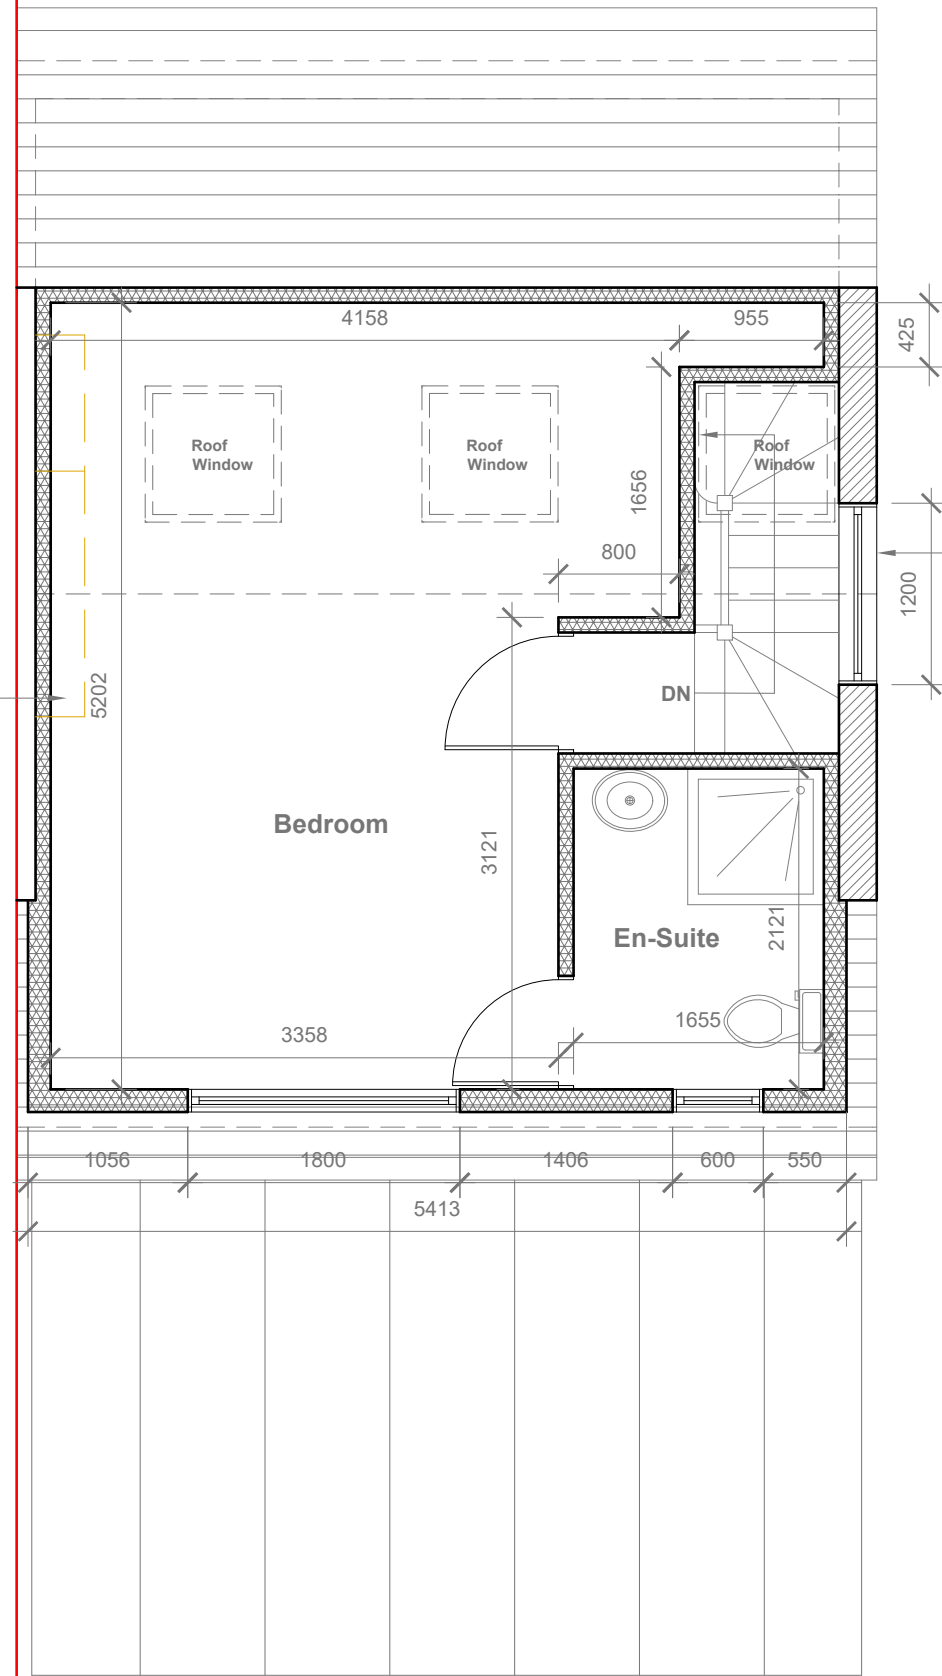 4158
955
425
Roof
Window
Roof
Window
Roof
Window
1656
800
1200
5202
DN
Bedroom
3121
En-Suite
2121
1655
3358
1056
1800
1406
600
550
5413